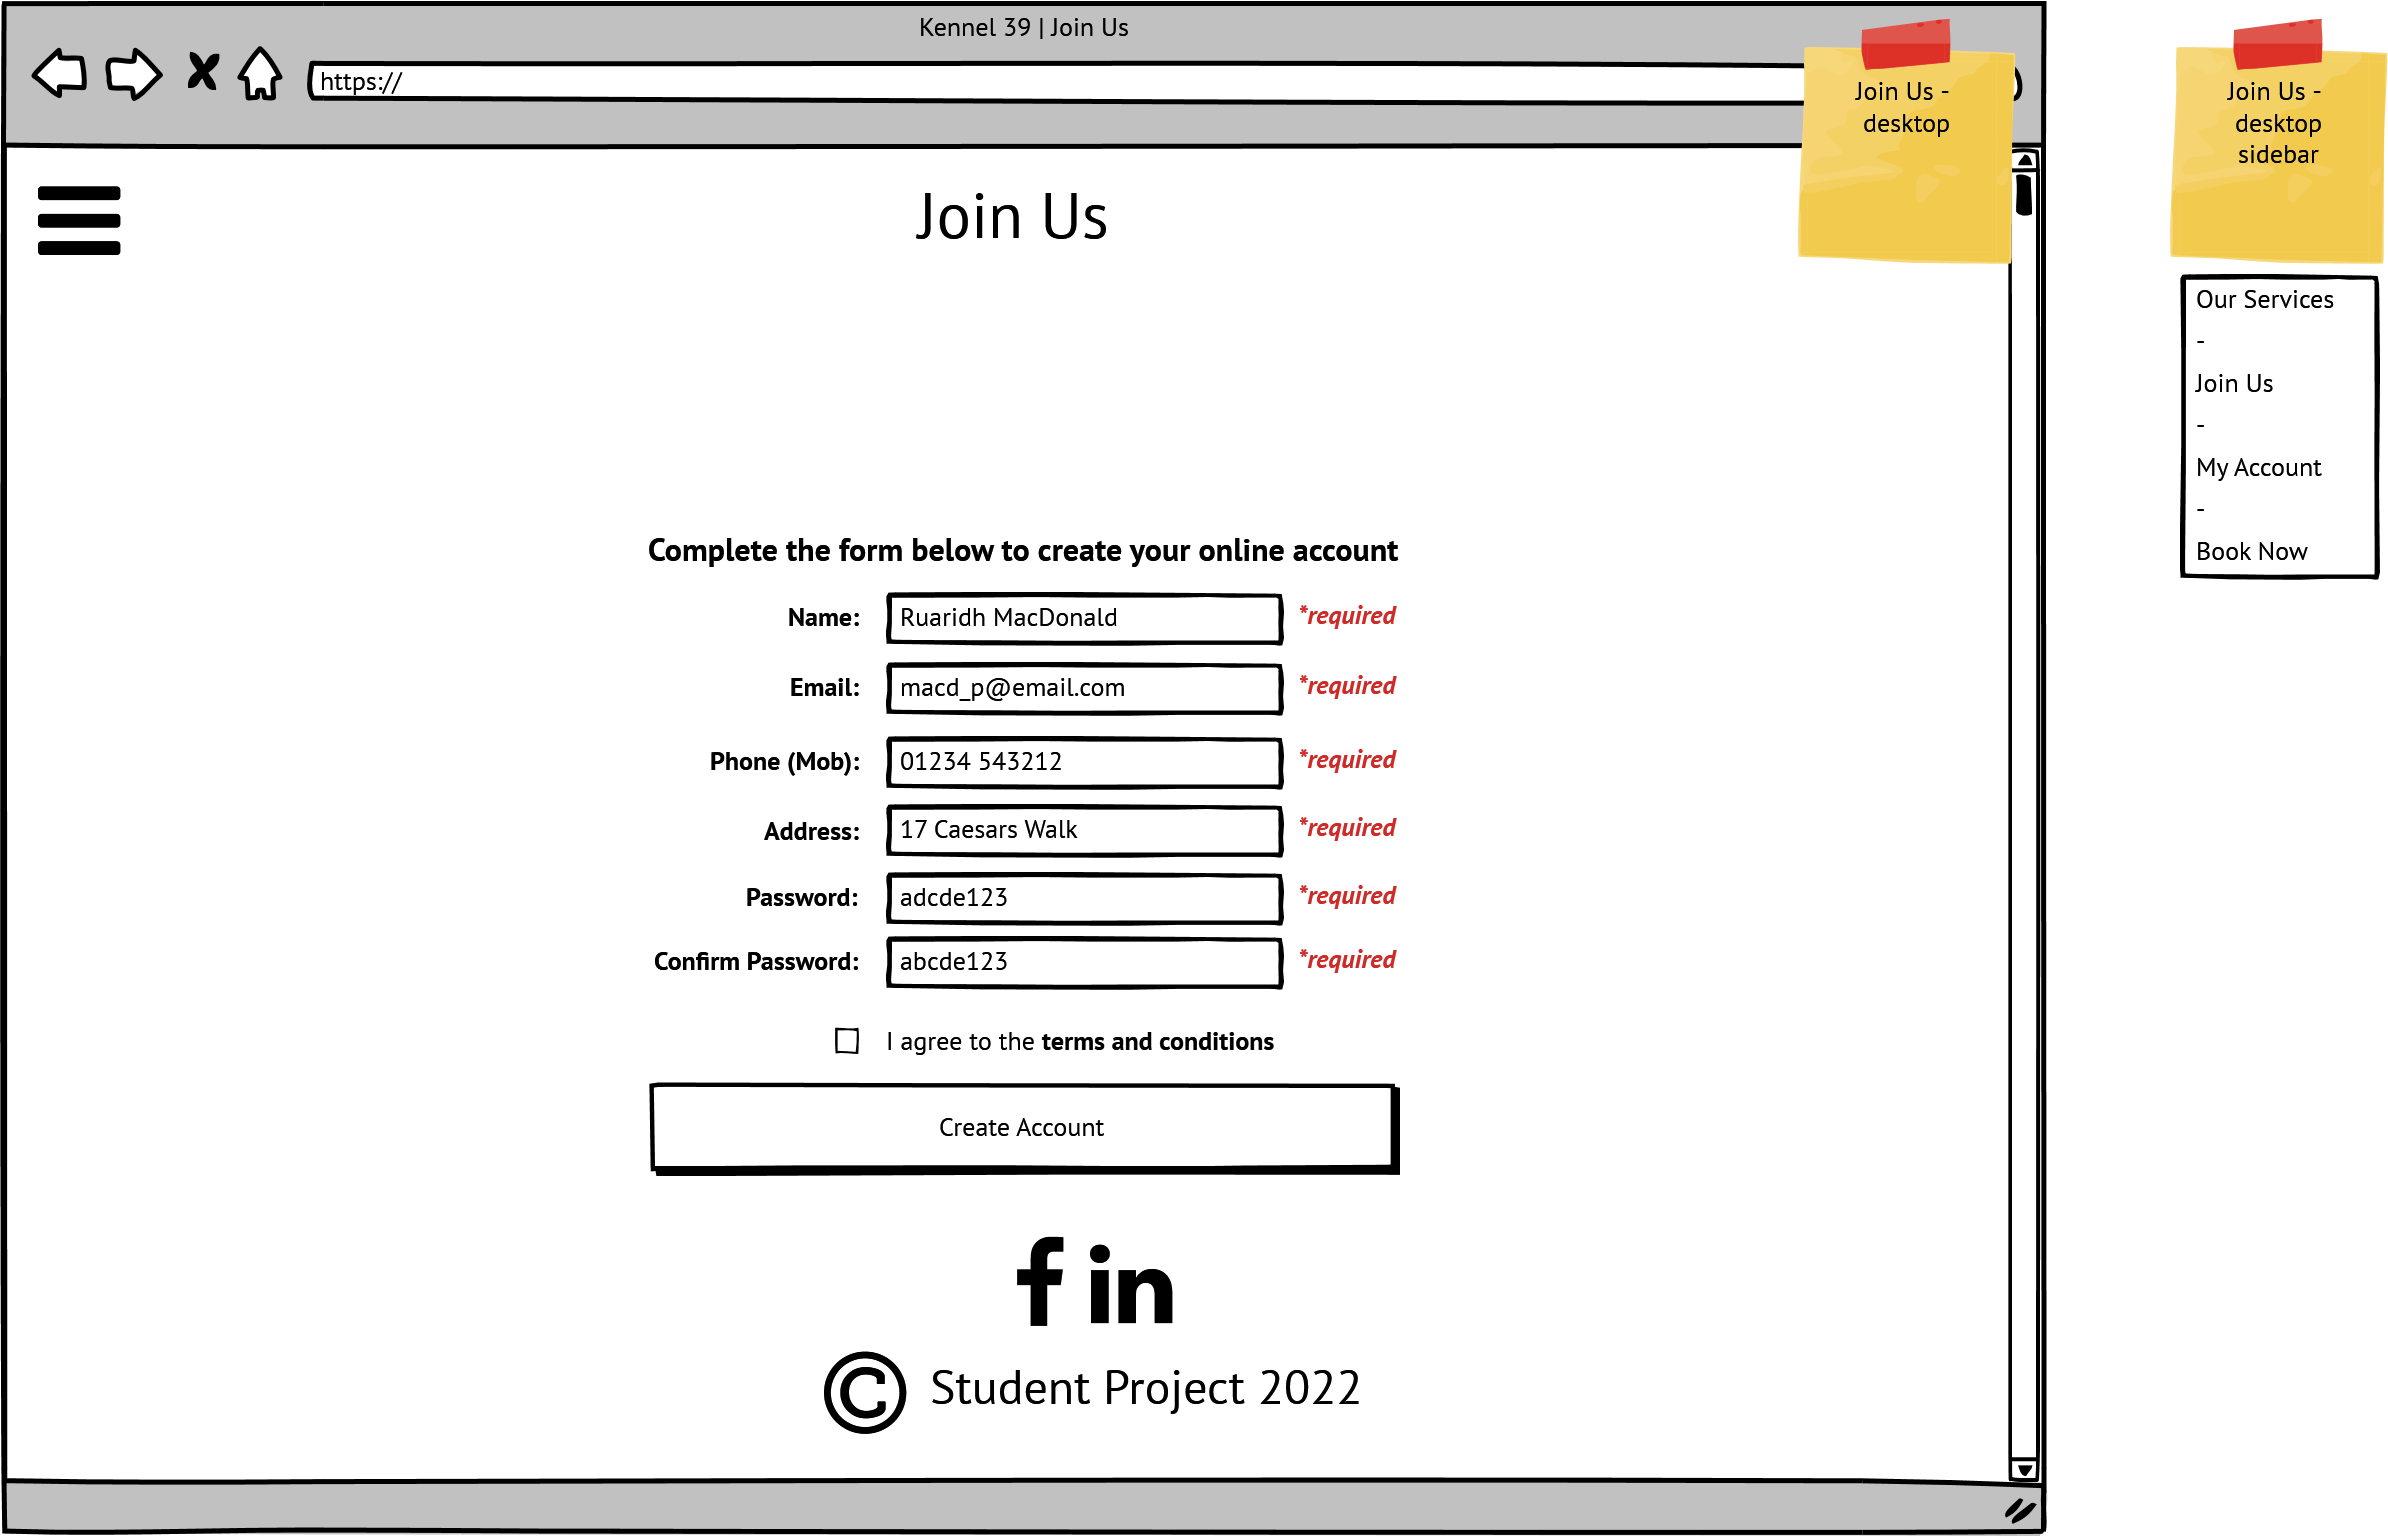 Kennel 39 | Join Us
https://
Join Us -
desktop
Join Us -
desktop
sidebar
Join Us
Our Services
-
Join Us
-
My Account
-
Book Now
Complete the form below to create your online account
Name: Ruaridh MacDonald *required
Email: macd_p@email.com *required
Phone (Mob): 01234 543212 *required
Address: 17 Caesars Walk *required
Password: adcde123 *required
Confirm Password: abcde123 *required
I agree to the terms and conditions
Create Account
f in
© Student Project 2022